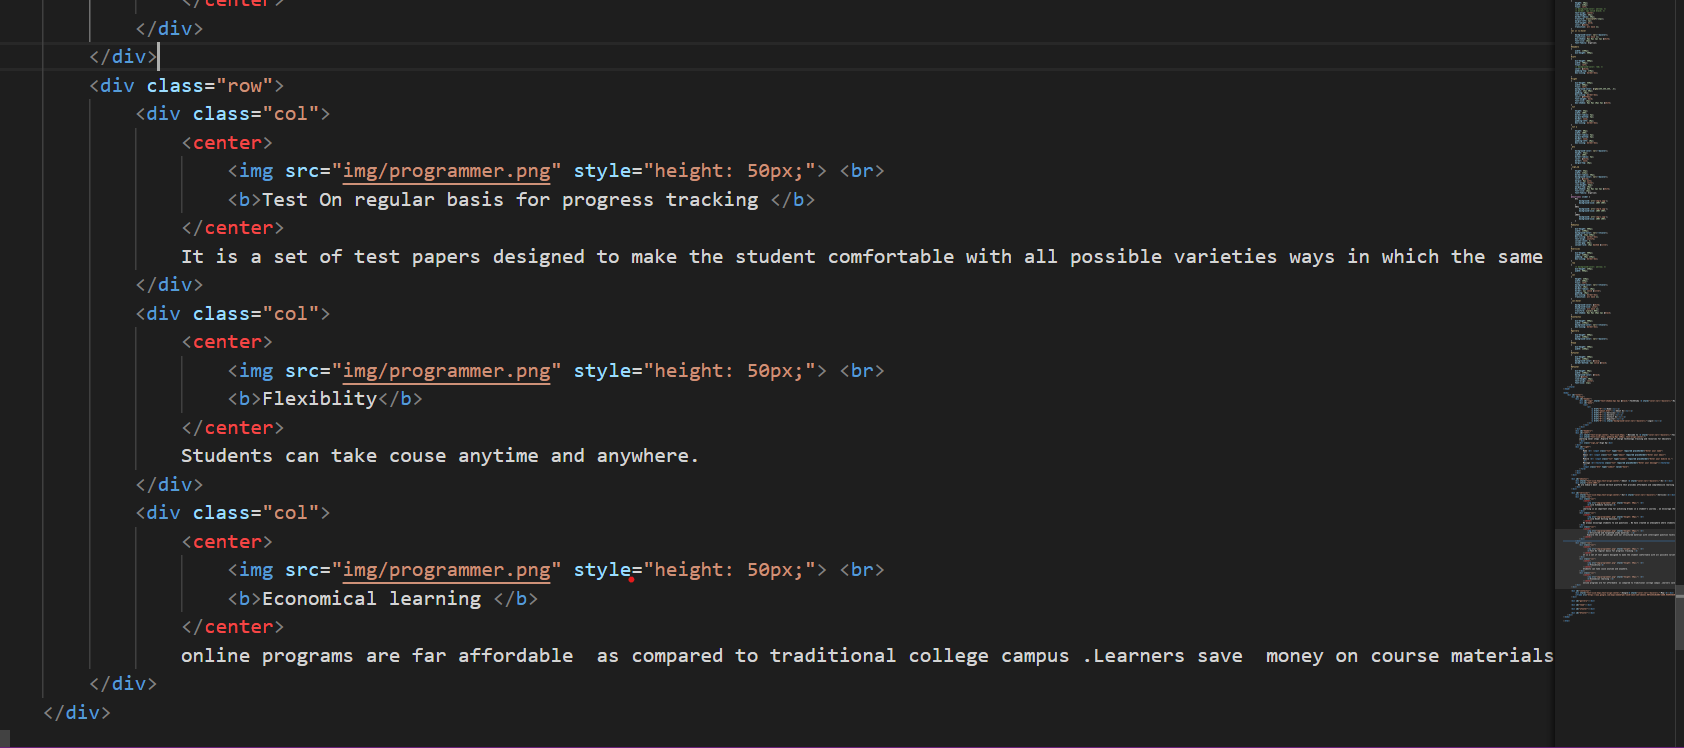 </center>
</div>
</div>
<div class="row">
<div class="col">
<center>
<img src="img/programmer.png" style="height: 50px;"> <br>
<b>Test On regular basis for progress tracking </b>
</center>
It is a set of test papers designed to make the student comfortable with all possible varieties ways in which the same
</div>
<div class="col">
<center>
<img src="img/programmer.png" style="height: 50px;"> <br>
<b>Flexiblity</b>
</center>
Students can take couse anytime and anywhere.
</div>
<div class="col">
<center>
<img src="img/programmer.png" style="height: 50px;"> <br>
<b>Economical learning </b>
</center>
online programs are far affordable  as compared to traditional college campus .Learners save  money on course materials
</div>
</div>